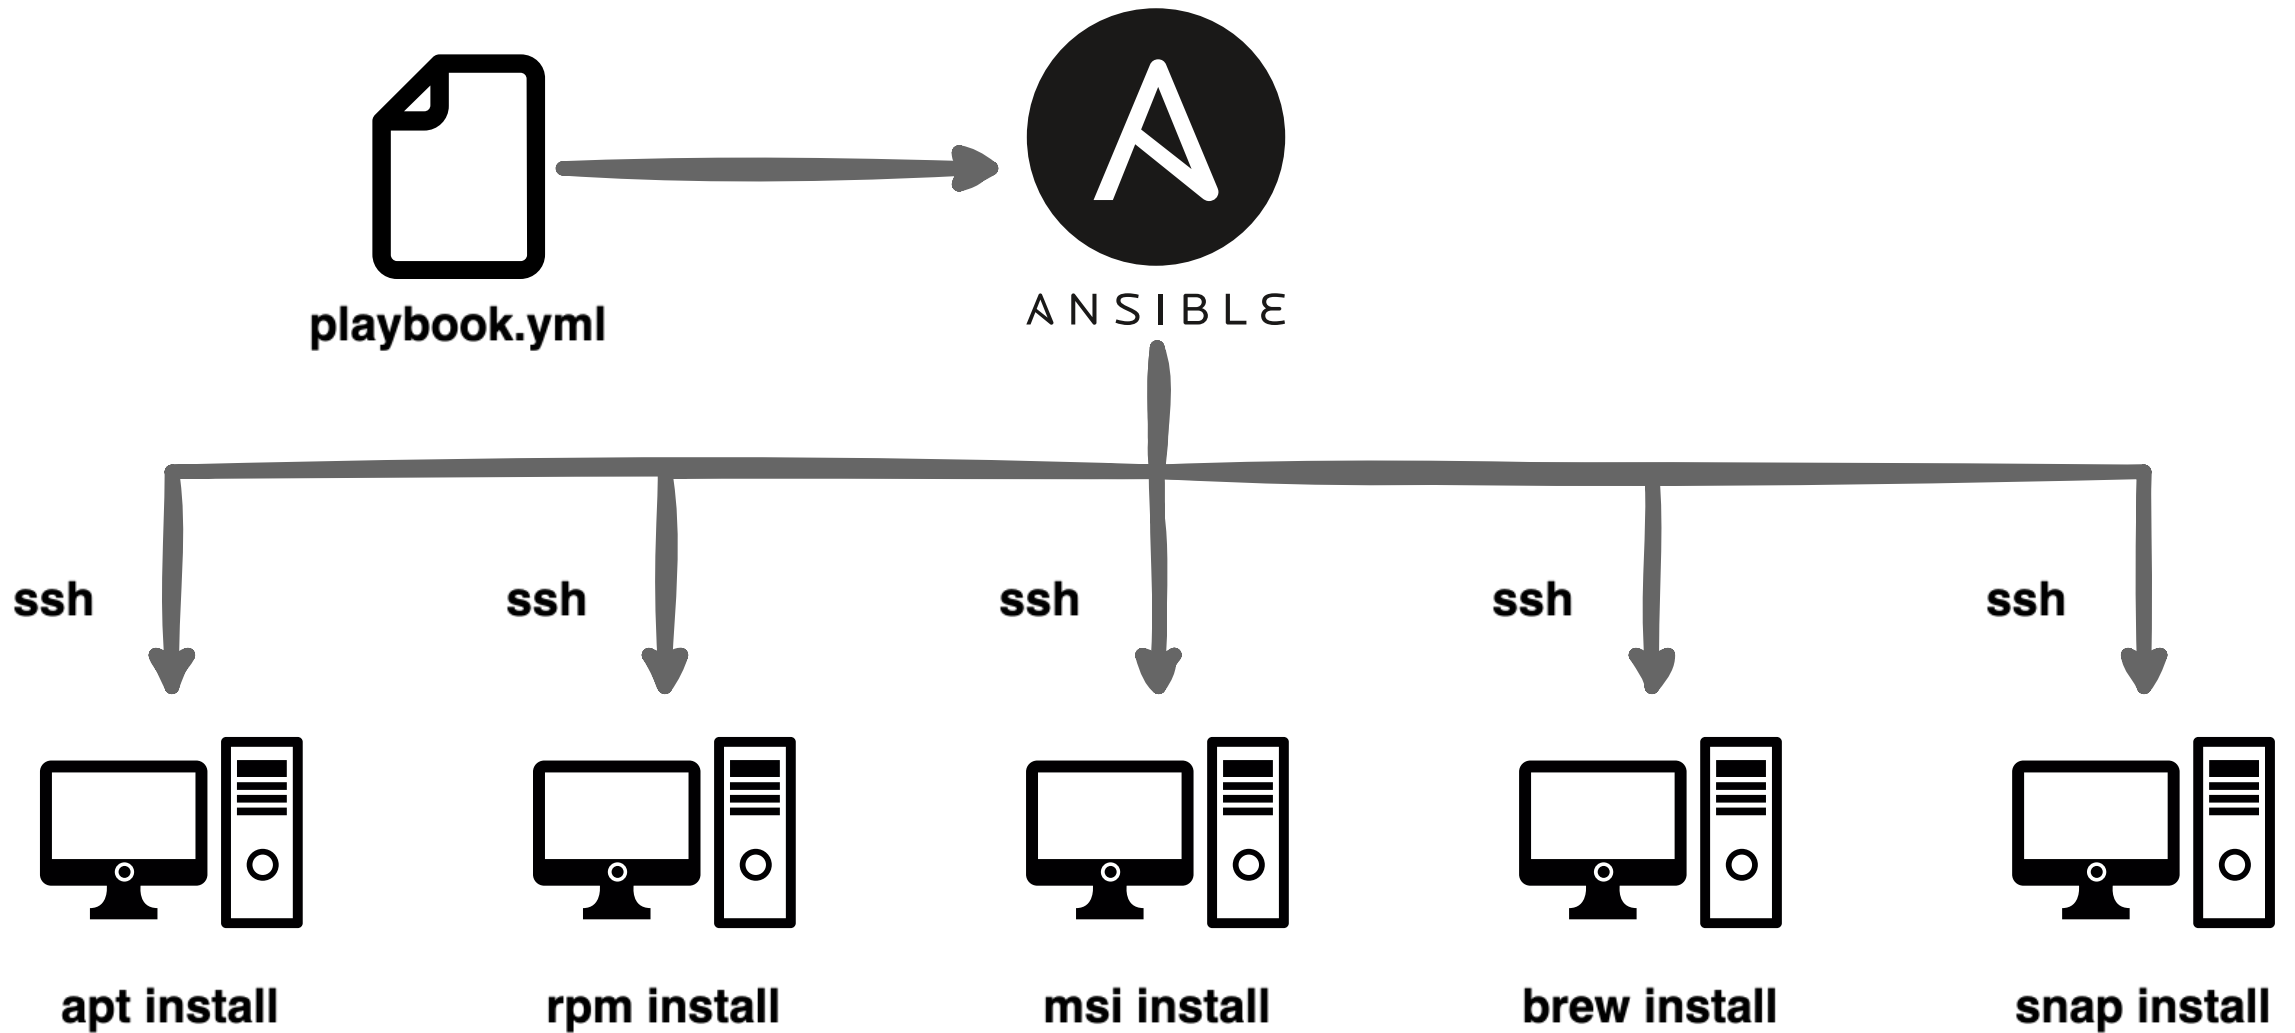 playbook.yml
ANSIBLE
ssh
ssh
ssh
ssh
ssh
apt install
rpm install
msi install
brew install
snap install